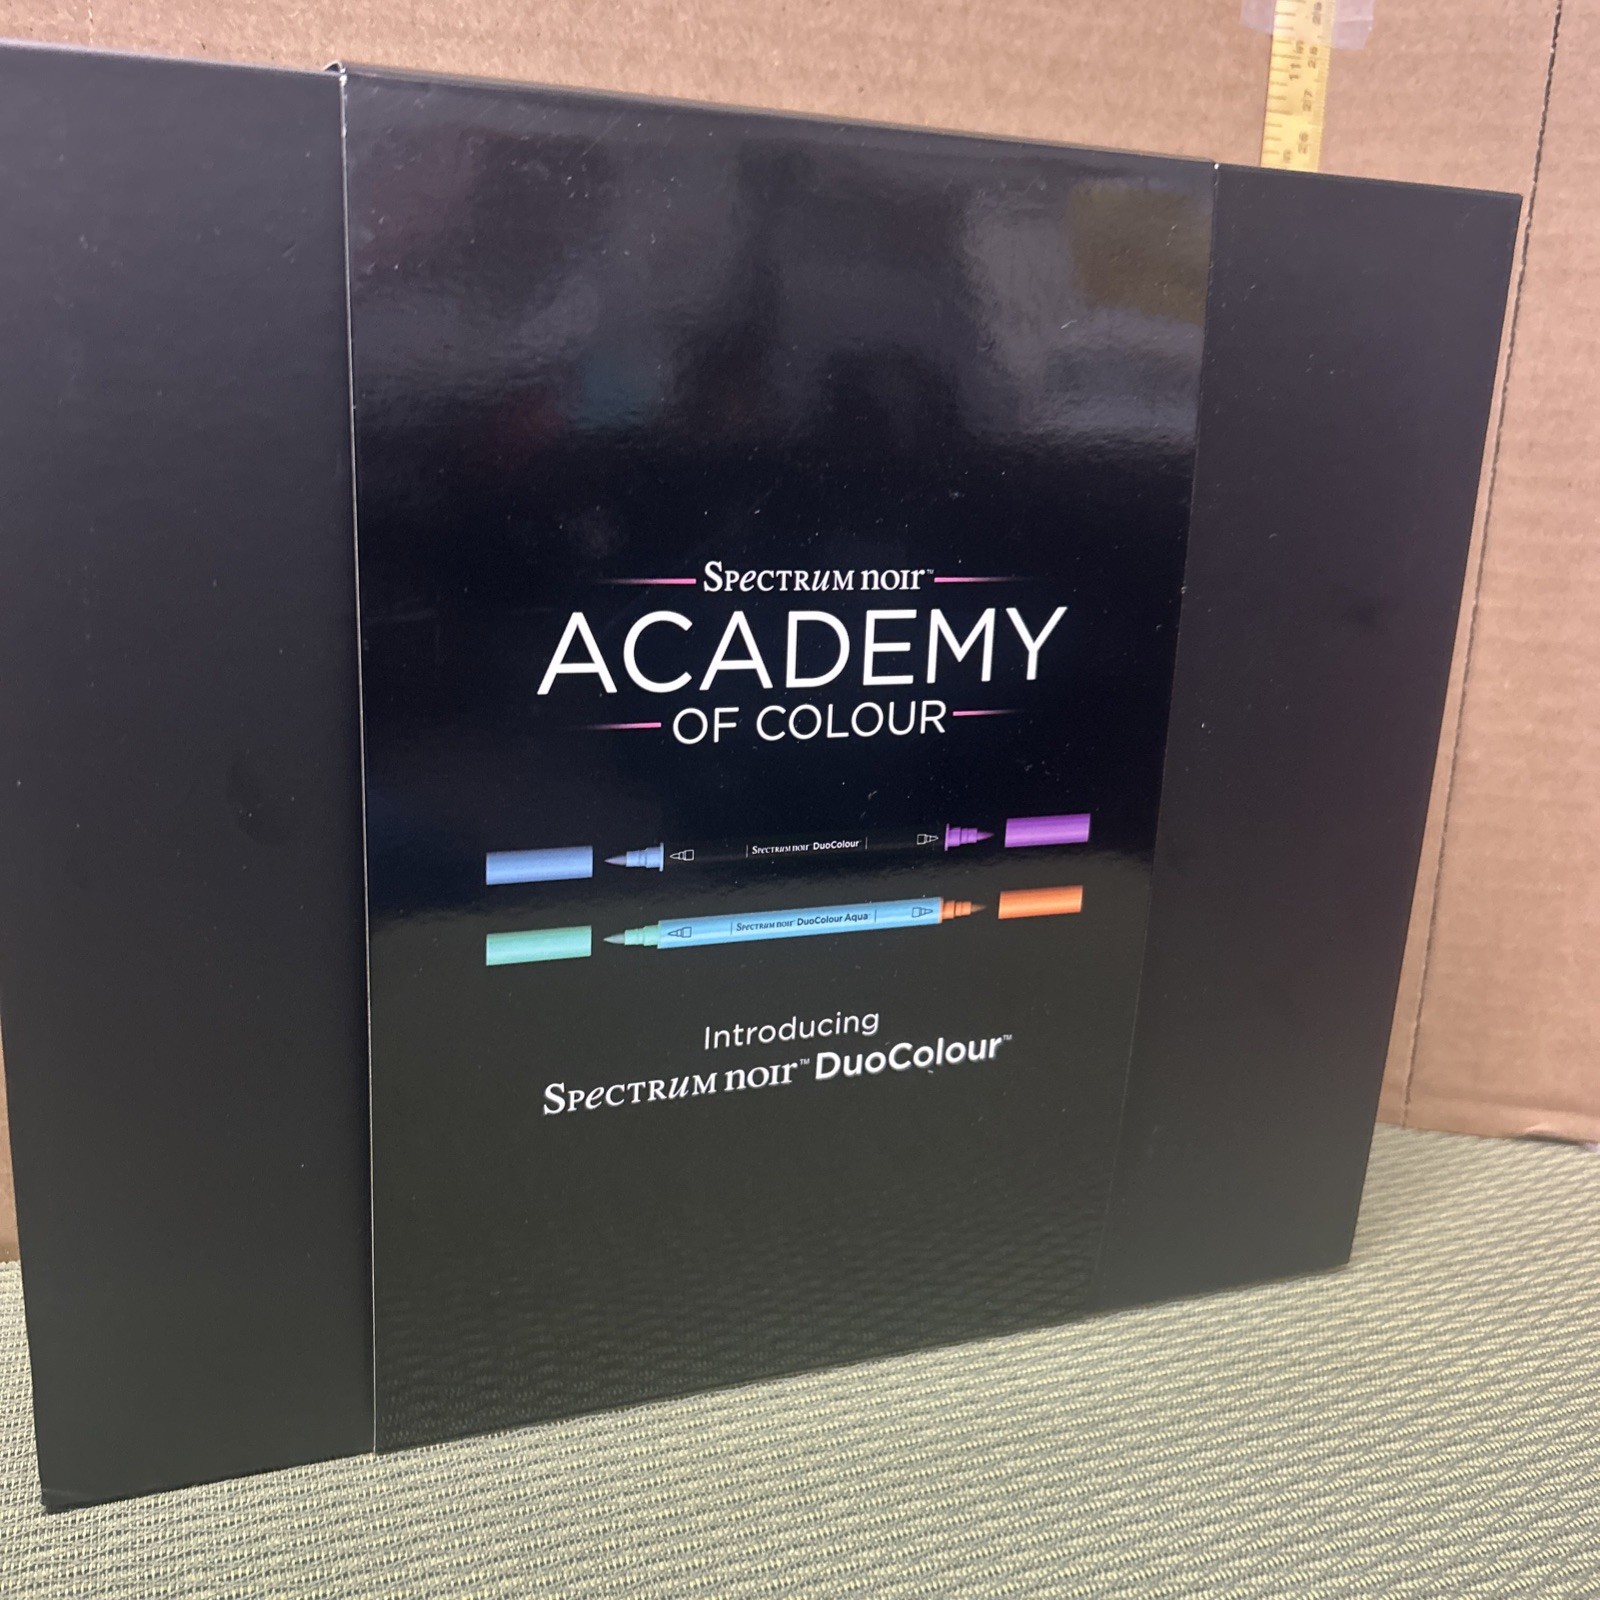 Spectrum noir™
ACADEMY
OF COLOUR
Spectrum noir DuoColour
Spectrum noir DuoColour Aqua
Introducing
Spectrum noir™ DuoColour™